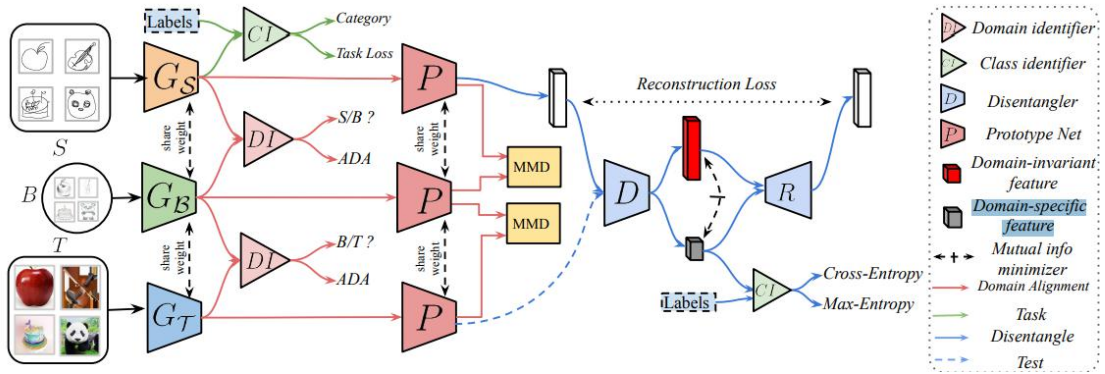 Labels
CI
Category
Task Loss
S
G_S
P
share weight
share weight
DI
S/B ?
ADA
MMD
Reconstruction Loss
B
G_B
P
D
R
MMD
share weight
share weight
DI
B/T ?
ADA
T
G_T
P
Labels
CI
Cross-Entropy
Max-Entropy
DI
Domain identifier
CI
Class identifier
D
Disentangler
P
Prototype Net
Domain-invariant
feature
Domain-specific
feature
Mutual info
minimizer
Domain Alignment
Task
Disentangle
Test